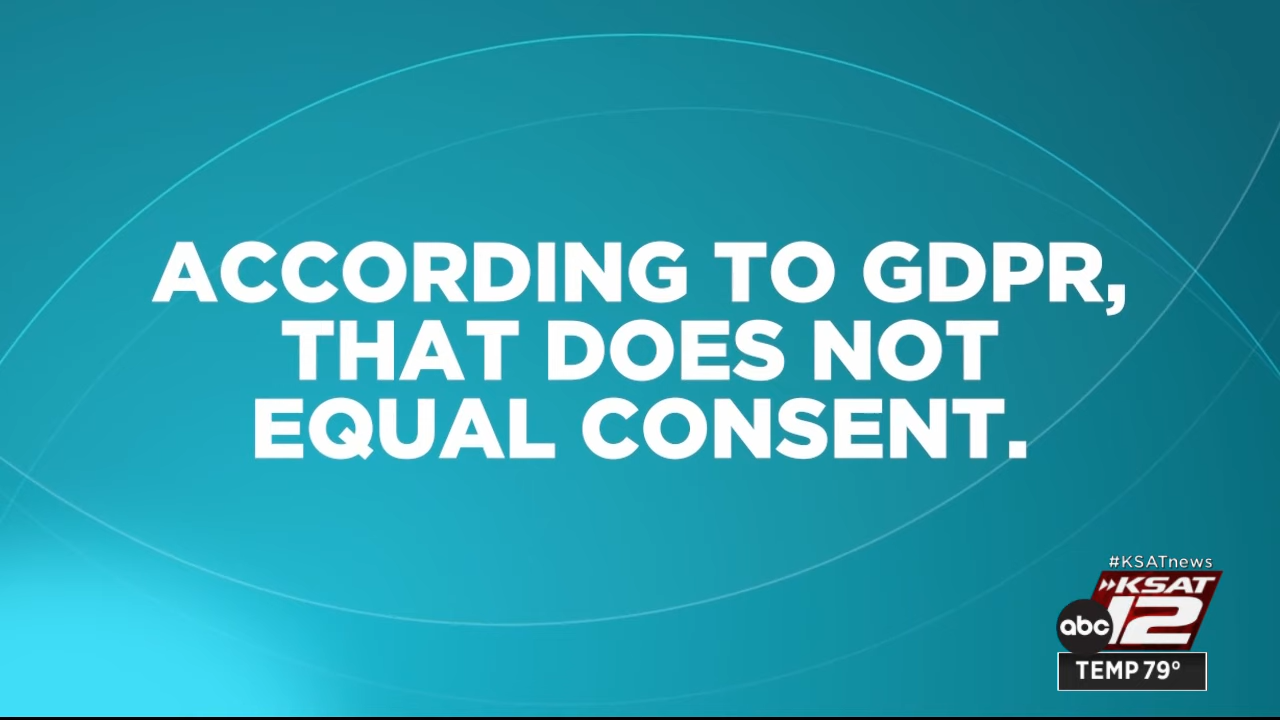 ACCORDING TO GDPR,
THAT DOES NOT
EQUAL CONSENT.
#KSATnews
KSAT
abc 12
TEMP 79°